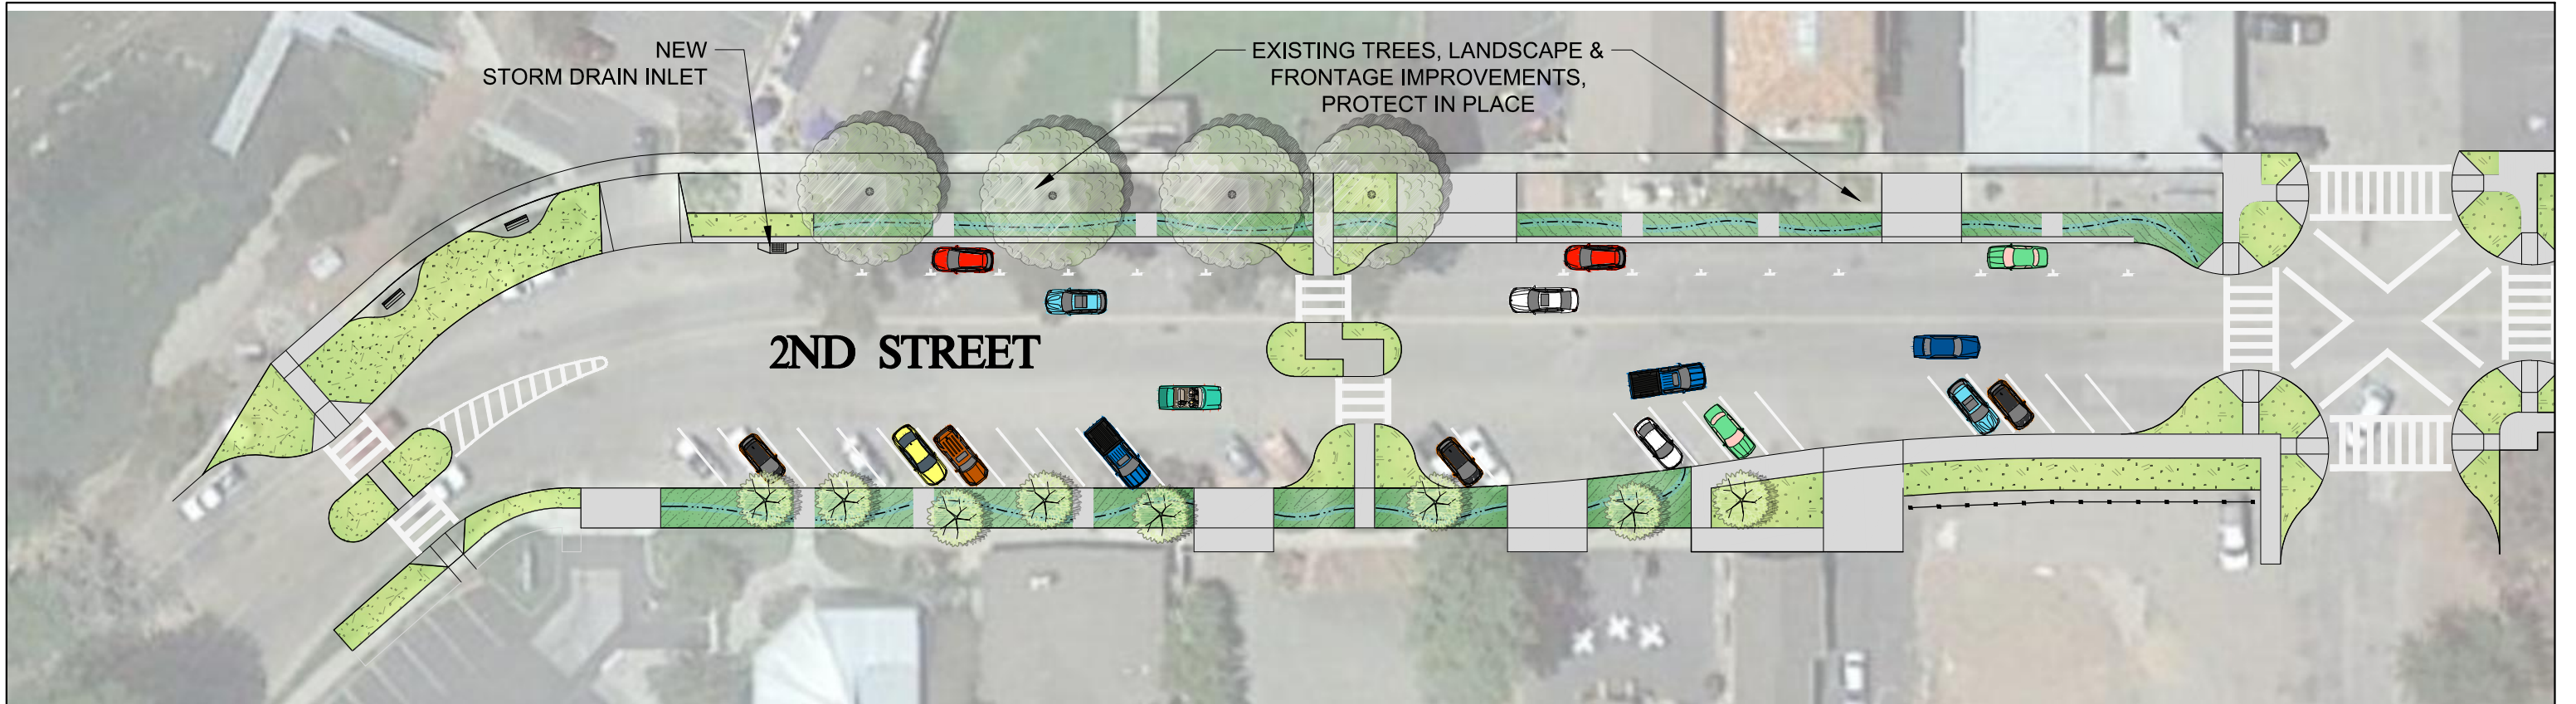 NEW
STORM DRAIN INLET
EXISTING TREES, LANDSCAPE &
FRONTAGE IMPROVEMENTS,
PROTECT IN PLACE
2ND STREET